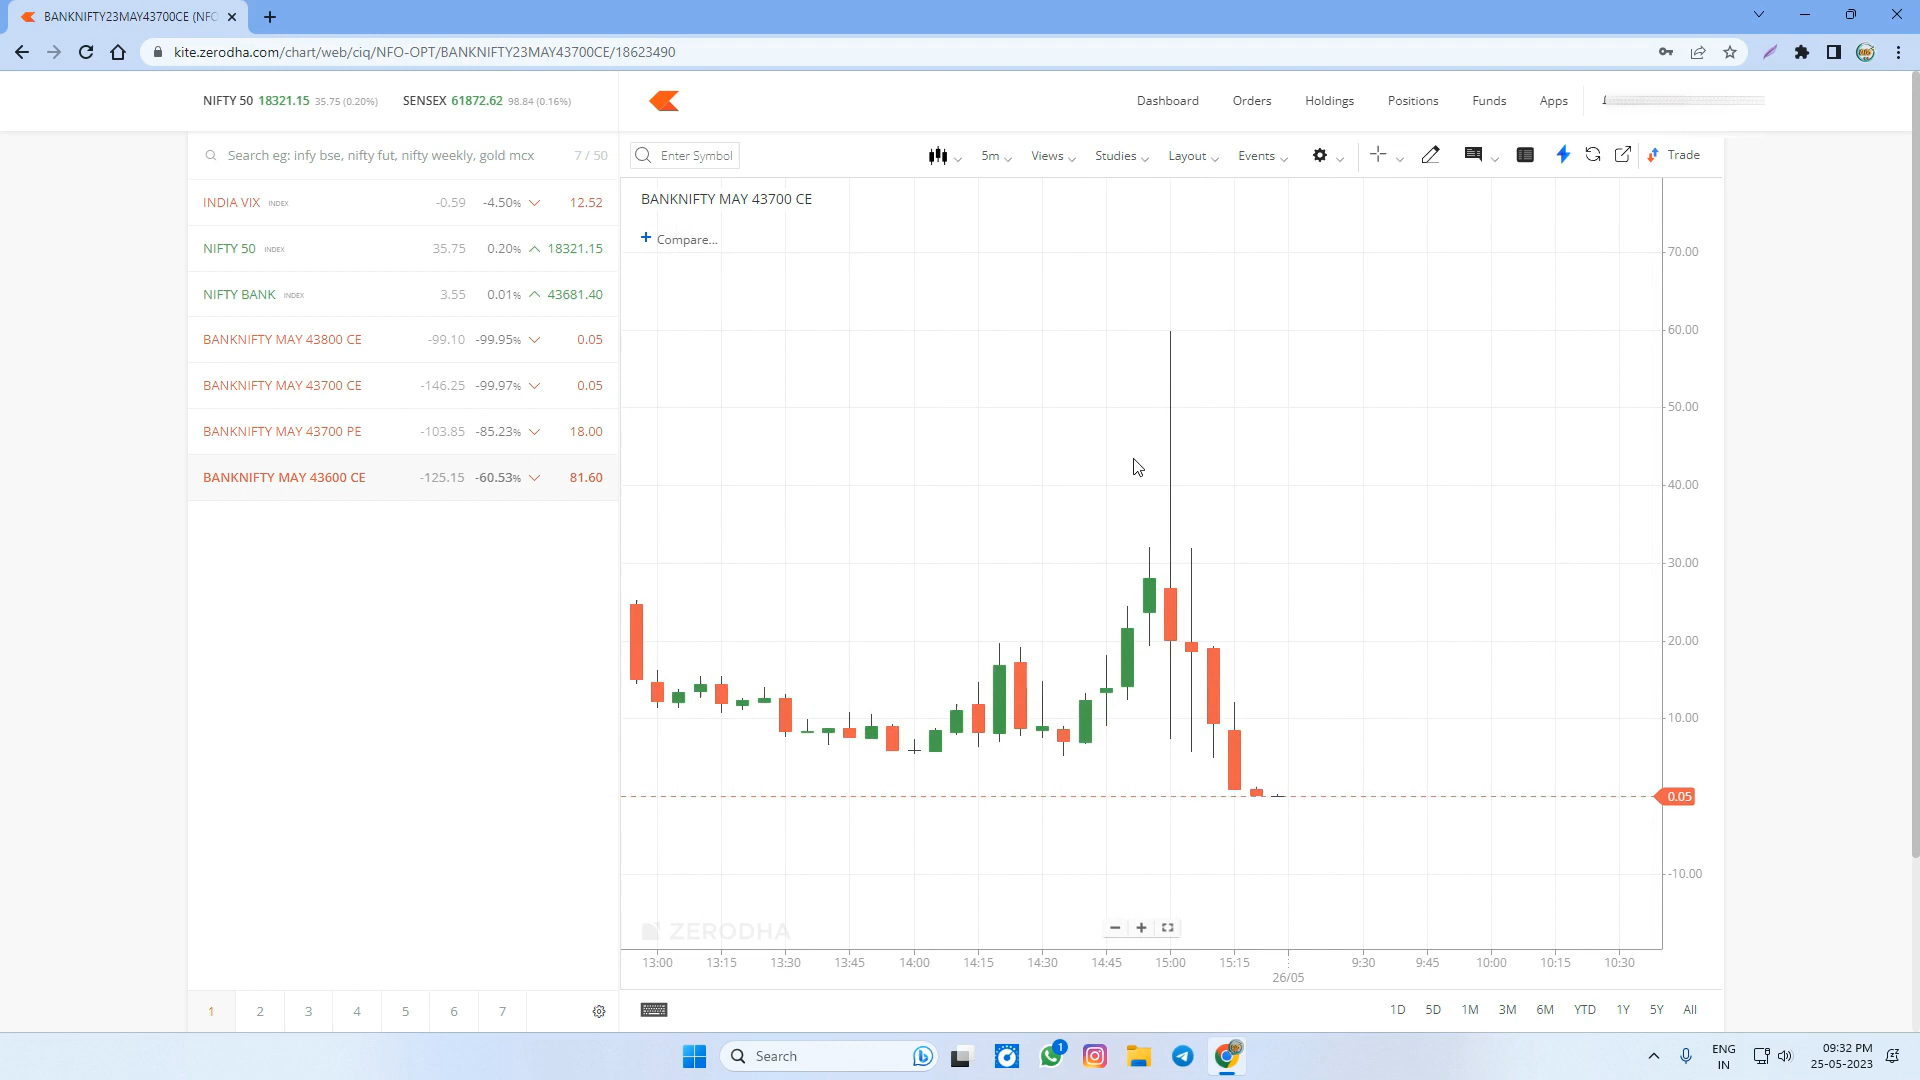 BANKNIFTY23MAY43700CE (NFO
kite.zerodha.com/chart/web/ciq/NFO-OPT/BANKNIFTY23MAY43700CE/18623490
NIFTY 50 18321.15 35.75 (0.20%) SENSEX 61872.62 98.84 (0.16%)
Dashboard Orders Holdings Positions Funds Apps
Search eg: infy bse, nifty fut, nifty weekly, gold mcx 7 / 50
Enter Symbol 5m Views Studies Layout Events Trade
INDIA VIX INDEX -0.59 -4.50% 12.52
NIFTY 50 INDEX 35.75 0.20% 18321.15
NIFTY BANK INDEX 3.55 0.01% 43681.40
BANKNIFTY MAY 43800 CE -99.10 -99.95% 0.05
BANKNIFTY MAY 43700 CE -146.25 -99.97% 0.05
BANKNIFTY MAY 43700 PE -103.85 -85.23% 18.00
BANKNIFTY MAY 43600 CE -125.15 -60.53% 81.60
BANKNIFTY MAY 43700 CE
+ Compare...
70.00
60.00
50.00
40.00
30.00
20.00
10.00
0.05
-10.00
ZERODHA
13:00 13:15 13:30 13:45 14:00 14:15 14:30 14:45 15:00 15:15 9:30 9:45 10:00 10:15 10:30
26/05
1 2 3 4 5 6 7
1D 5D 1M 3M 6M YTD 1Y 5Y All
Search
1
ENG
IN
09:32 PM
25-05-2023